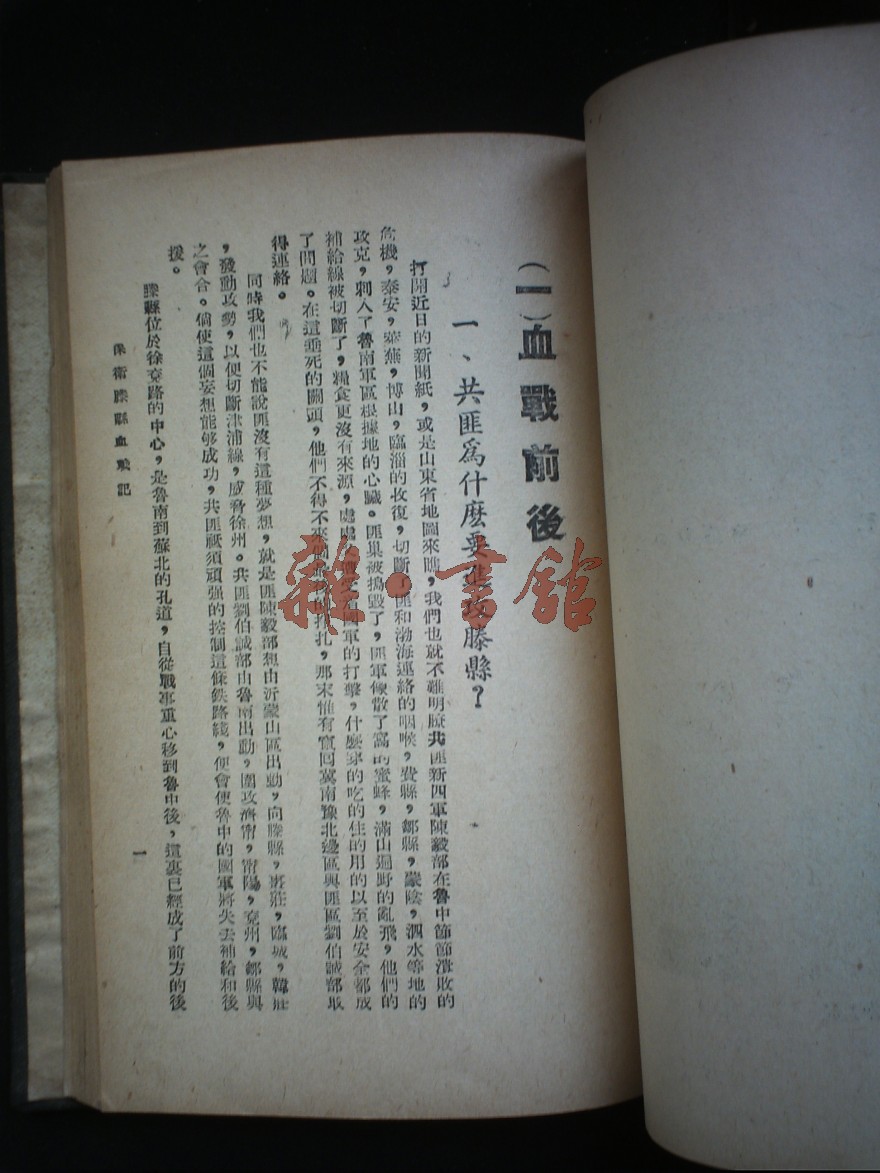 （一）血戰前後
一、共匪爲什麽要進攻滕縣？
打開近日的新聞紙，或是山東省地圖來瞧，我們也就不難明瞭共匪新四軍陳毅部在魯中節節潰敗的
危機，泰安，萊蕪，博山，臨淄的收復，切斷了匪和渤海連絡的咽喉，費縣，鄒縣，蒙陰，泗水等地的
攻克，刺入了魯南軍區根據地的心臟。匪巢被搗毀了，匪軍像散了窩的蜜蜂，滿山遍野的亂飛，他們的
補給線被切斷了，糧食更沒有來源，處處 軍的打擊，什麽穿的吃的住的用的以至於安全都成
了問題。在這垂死的關頭，他們不得不來個 北，那末惟有竄回冀南豫北邊區與匪區劉伯誠部取
得連絡。
同時我們也不能說匪沒有這種夢想，就是匪陳毅部想由沂蒙山區出動，向滕縣，棗莊，臨城，韓莊
，發動攻勢，以便切斷津浦線，威脅徐州。共匪劉伯誠部由魯南出動，圍攻濟甯，甯陽，兗州，鄒縣與
之會合。倘使這個妄想能够成功，共匪祇須頑强的控制這條鉄路綫，便會使魯中的國軍將失去補給和後
援。
滕縣位於徐兗路的中心，是魯南到蘇北的孔道，自從戰事重心移到魯中後，這裏已經成了前方的後
保衛滕縣血戰記
一
雜·書館